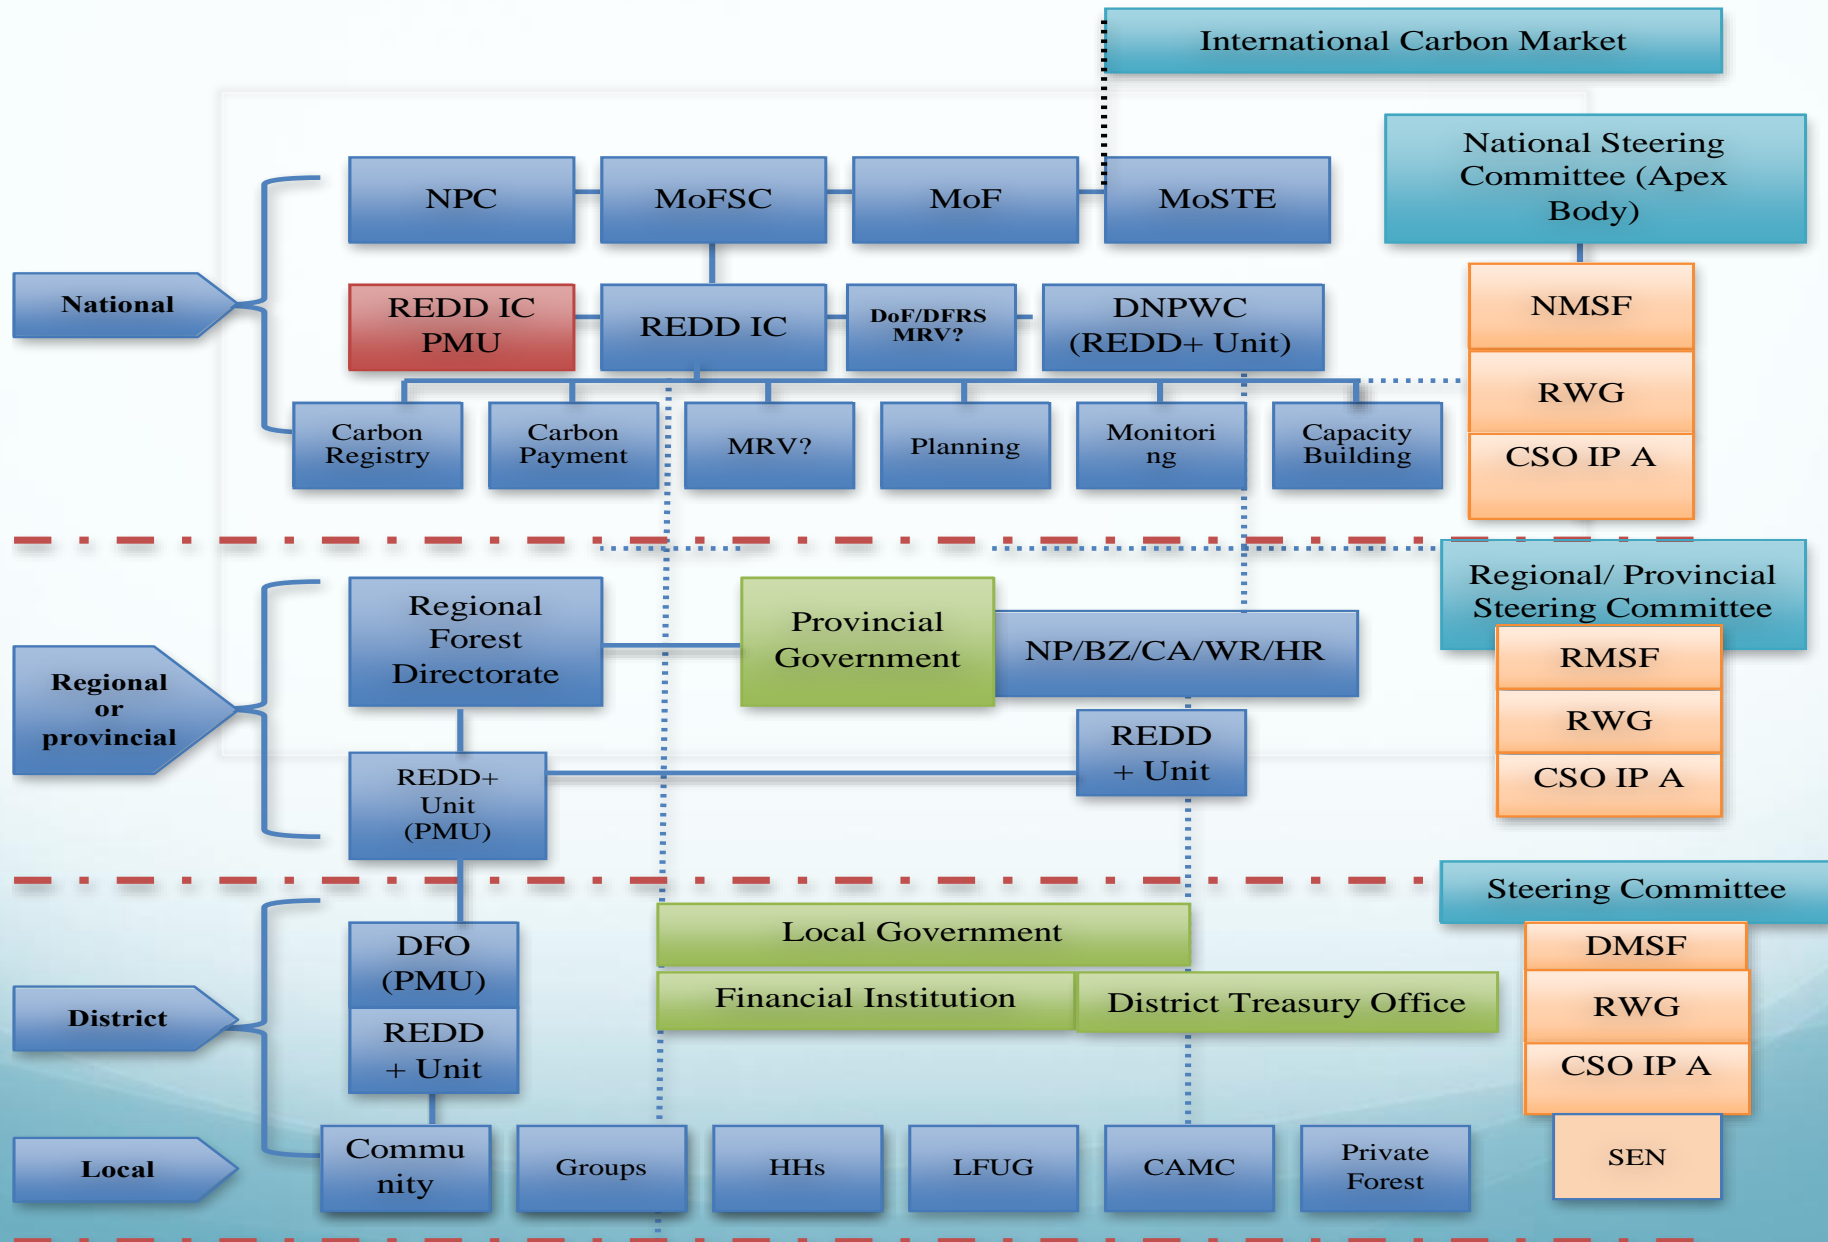 International Carbon Market
National Steering
Committee (Apex
Body)
NPC
MoFSC
MoF
MoSTE
National
REDD IC
PMU
REDD IC
DoF/DFRS
MRV?
DNPWC
(REDD+ Unit)
NMSF
RWG
CSO IP A
Carbon
Registry
Carbon
Payment
MRV?
Planning
Monitori
ng
Capacity
Building
Regional/ Provincial
Steering Committee
Regional
Forest
Directorate
Provincial
Government
NP/BZ/CA/WR/HR
RMSF
RWG
CSO IP A
Regional
or
provincial
REDD+
Unit
(PMU)
REDD
+ Unit
Steering Committee
DFO
(PMU)
REDD
+ Unit
Local Government
Financial Institution
District Treasury Office
DMSF
RWG
CSO IP A
District
Local
Commu
nity
Groups
HHs
LFUG
CAMC
Private
Forest
SEN